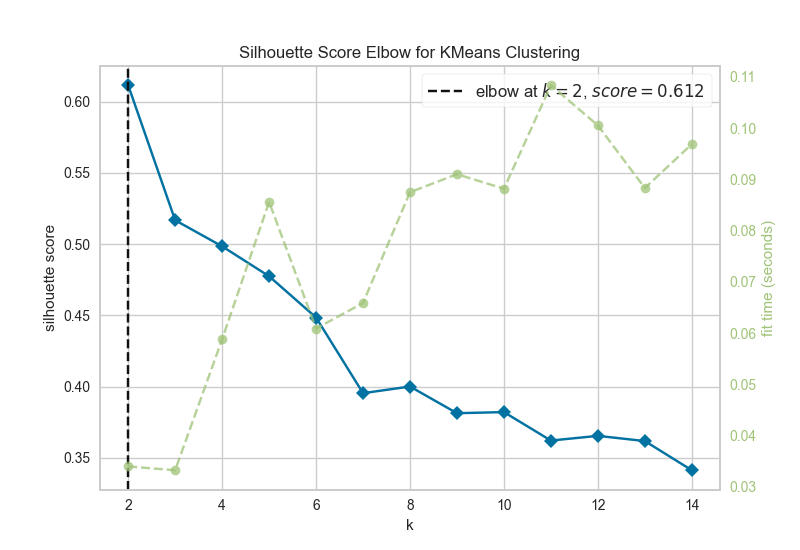 Silhouette Score Elbow for KMeans Clustering
elbow at k = 2, score = 0.612
silhouette score
0.60
0.55
0.50
0.45
0.40
0.35
0.11
0.10
0.09
0.08
0.07
0.06
0.05
0.04
0.03
fit time (seconds)
2 4 6 8 10 12 14
k